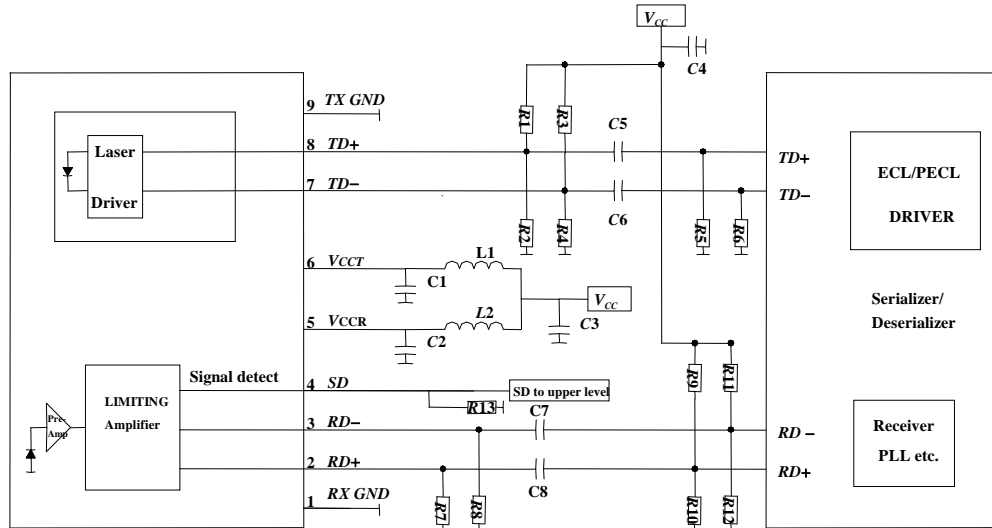 VCC
C4
9 TX GND
R1
R3
C5
Laser
Driver
8 TD+
TD+
7 TD−
TD−
C6
R2
R4
R5
R6
ECL/PECL
DRIVER
6 VCCT
C1
L1
VCC
5 VCCR
C2
L2
C3
Serializer/
Deserializer
R9
R11
Signal detect
4 SD
SD to upper level
R13
LIMITING
Amplifier
Pre-
Amp
3 RD−
C7
RD −
Receiver
PLL etc.
2 RD+
C8
RD+
1 RX GND
R7
R8
R10
R12